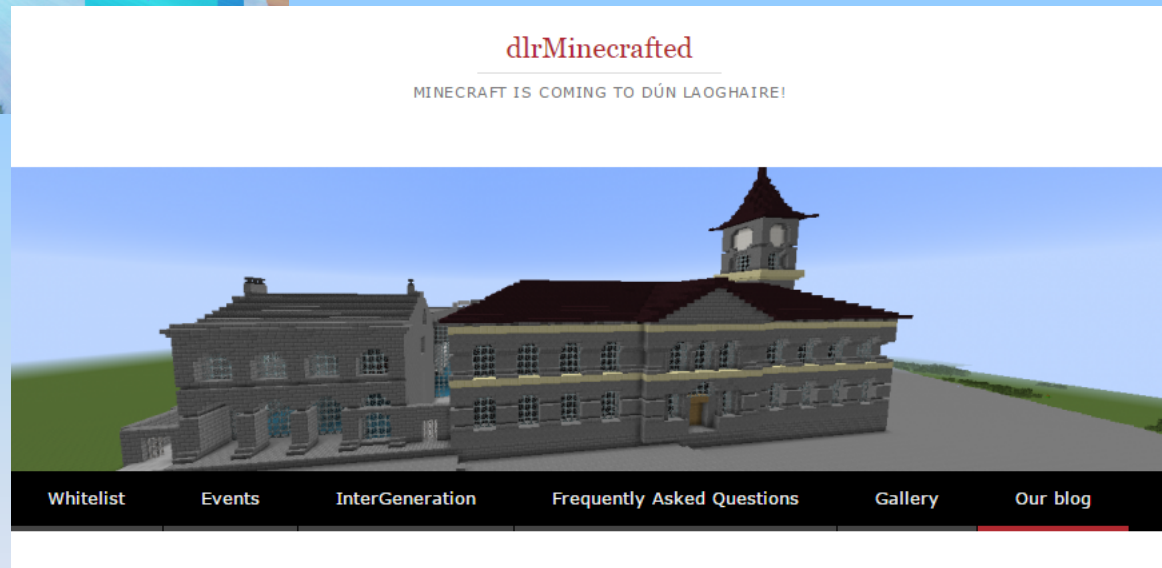 dlrMinecrafted
MINECRAFT IS COMING TO DÚN LAOGHAIRE!
Whitelist Events InterGeneration Frequently Asked Questions Gallery Our blog